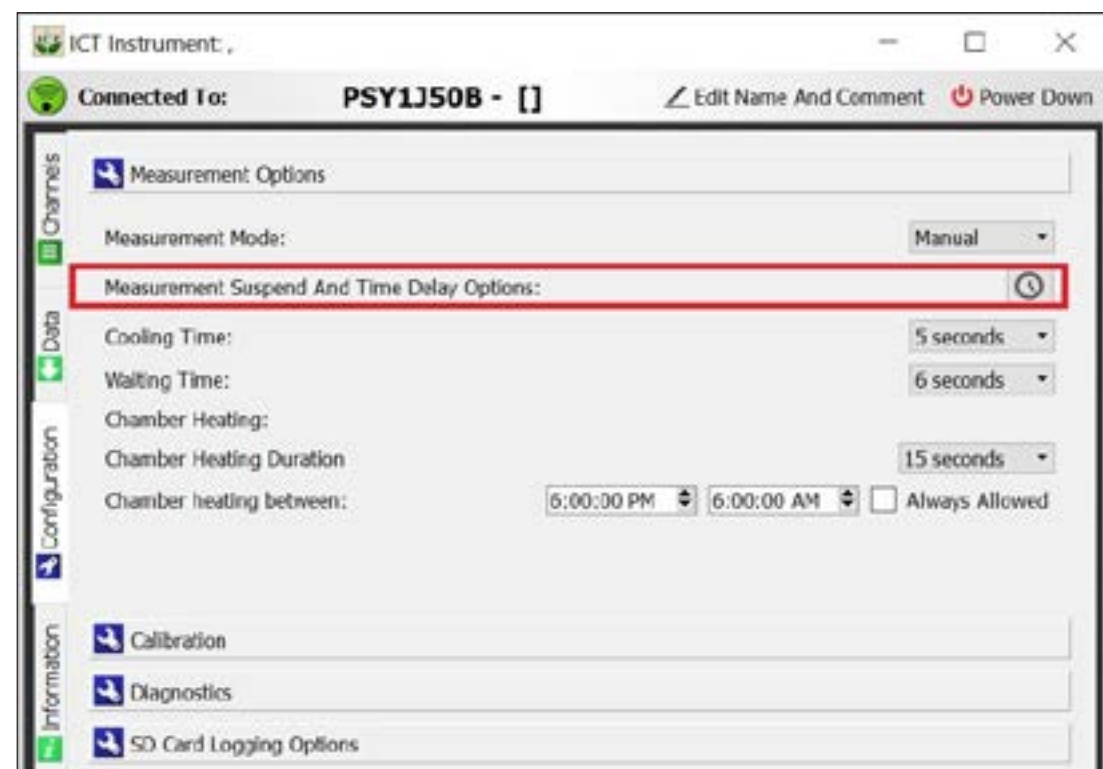 ICT Instrument: ,
Connected To: PSY1J50B - [] Edit Name And Comment Power Down
Channels
Data
Configuration
Information
Measurement Options
Measurement Mode: Manual
Measurement Suspend And Time Delay Options:
Cooling Time: 5 seconds
Waiting Time: 6 seconds
Chamber Heating:
Chamber Heating Duration 15 seconds
Chamber heating between: 6:00:00 PM 6:00:00 AM Always Allowed
Calibration
Diagnostics
SD Card Logging Options